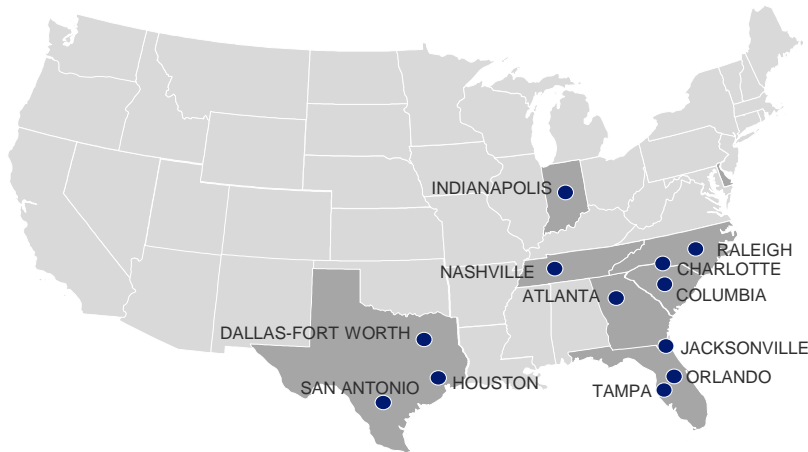 INDIANAPOLIS
RALEIGH
NASHVILLE
CHARLOTTE
ATLANTA
COLUMBIA
DALLAS-FORT WORTH
JACKSONVILLE
SAN ANTONIO
HOUSTON
ORLANDO
TAMPA